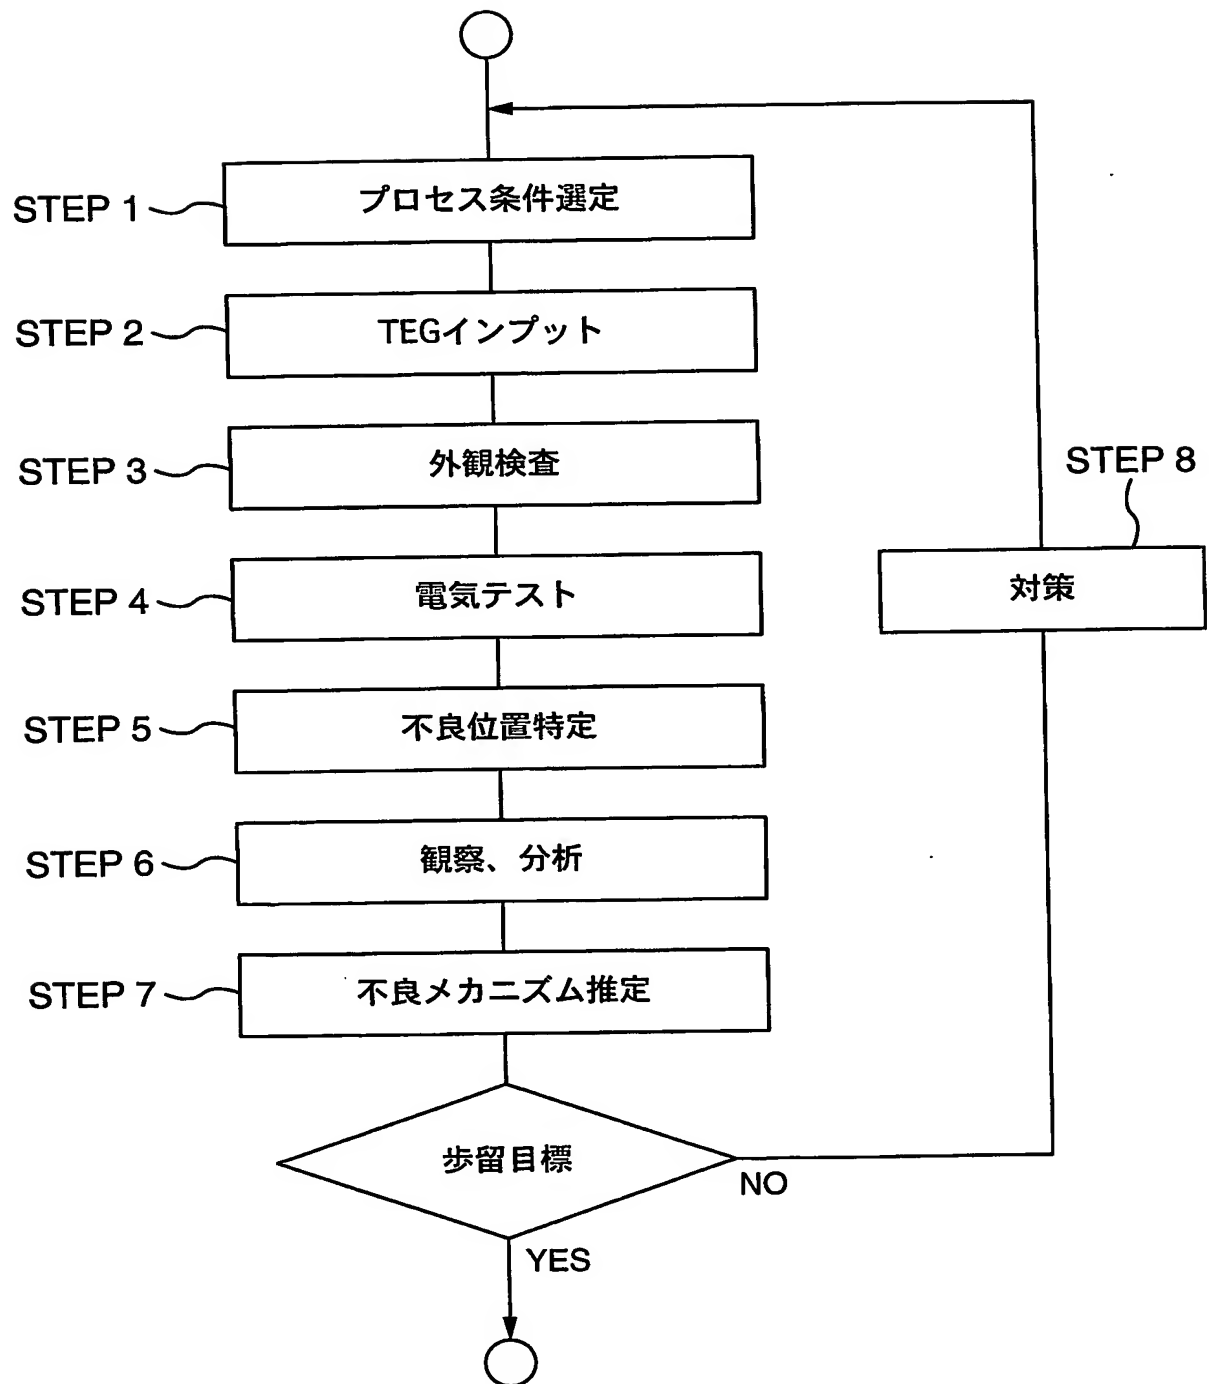 STEP 1
プロセス条件選定
STEP 2
TEGインプット
STEP 3
外観検査
STEP 4
電気テスト
STEP 5
不良位置特定
STEP 6
観察、分析
STEP 7
不良メカニズム推定
STEP 8
対策
歩留目標
NO
YES